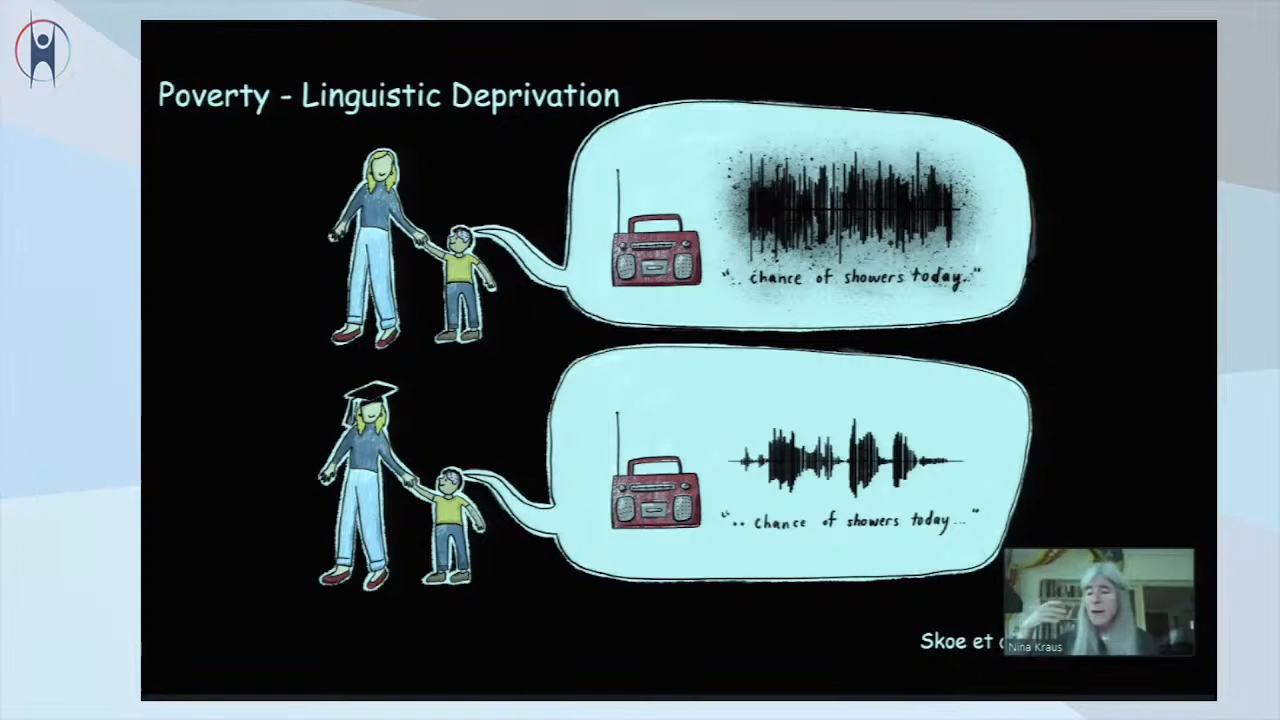 Poverty - Linguistic Deprivation
".. chance of showers today.."
".. chance of showers today..."
Skoe et
Nina Kraus